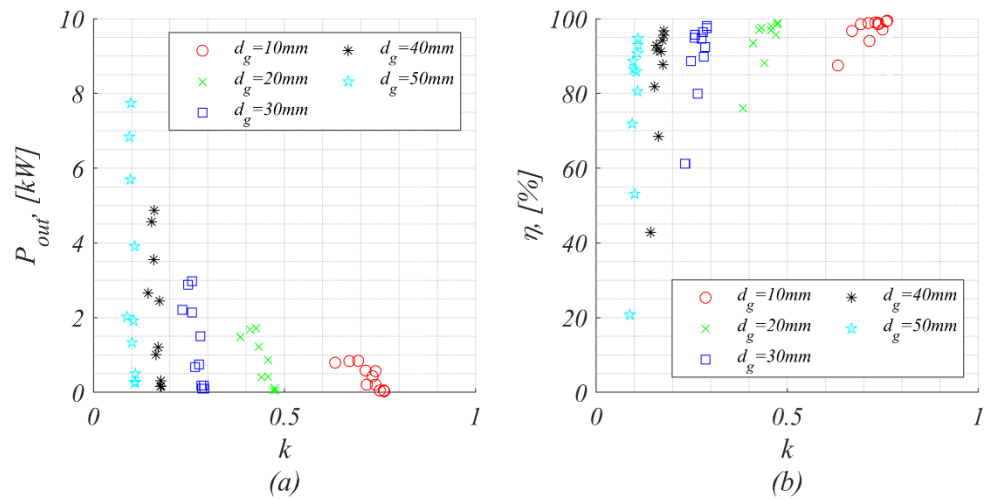 10
8
6
4
2
0
P_out, [kW]
d_g=10mm
d_g=20mm
d_g=30mm
d_g=40mm
d_g=50mm
0 0.5 1
k
(a)
100
80
60
40
20
0
η, [%]
d_g=10mm
d_g=20mm
d_g=30mm
d_g=40mm
d_g=50mm
0 0.5 1
k
(b)